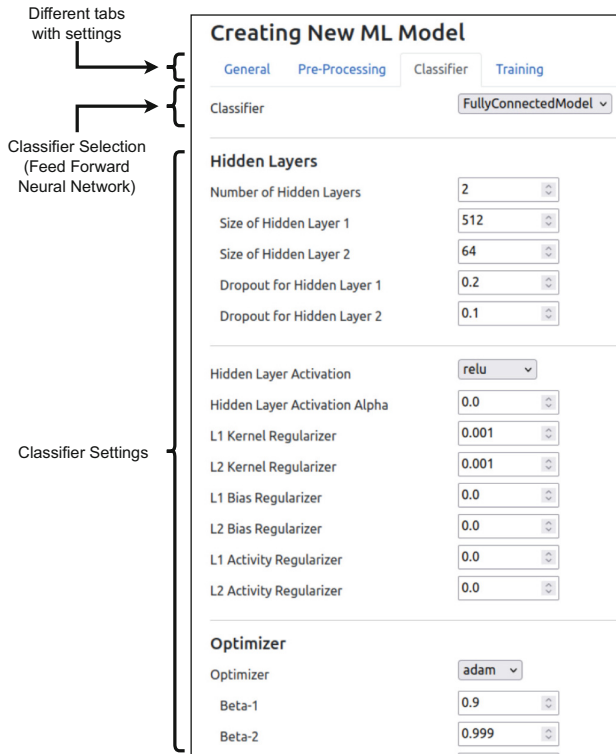 Different tabs
with settings
Creating New ML Model
General Pre-Processing Classifier Training
Classifier FullyConnectedModel
Classifier Selection
(Feed Forward
Neural Network)
Hidden Layers
Number of Hidden Layers 2
Size of Hidden Layer 1 512
Size of Hidden Layer 2 64
Dropout for Hidden Layer 1 0.2
Dropout for Hidden Layer 2 0.1
Hidden Layer Activation relu
Hidden Layer Activation Alpha 0.0
L1 Kernel Regularizer 0.001
Classifier Settings
L2 Kernel Regularizer 0.001
L1 Bias Regularizer 0.0
L2 Bias Regularizer 0.0
L1 Activity Regularizer 0.0
L2 Activity Regularizer 0.0
Optimizer
Optimizer adam
Beta-1 0.9
Beta-2 0.999